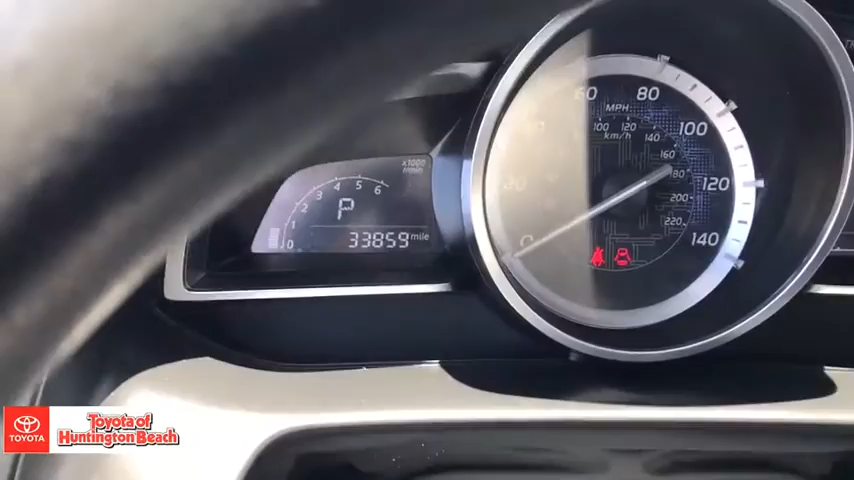 x1000
r/min
0 1 2 3 4 5 6
P
33859 mile
60 80 100 120 140
MPH
100 120 140 160 180 200 220
km/h
TOYOTA
Toyota of
Huntington Beach